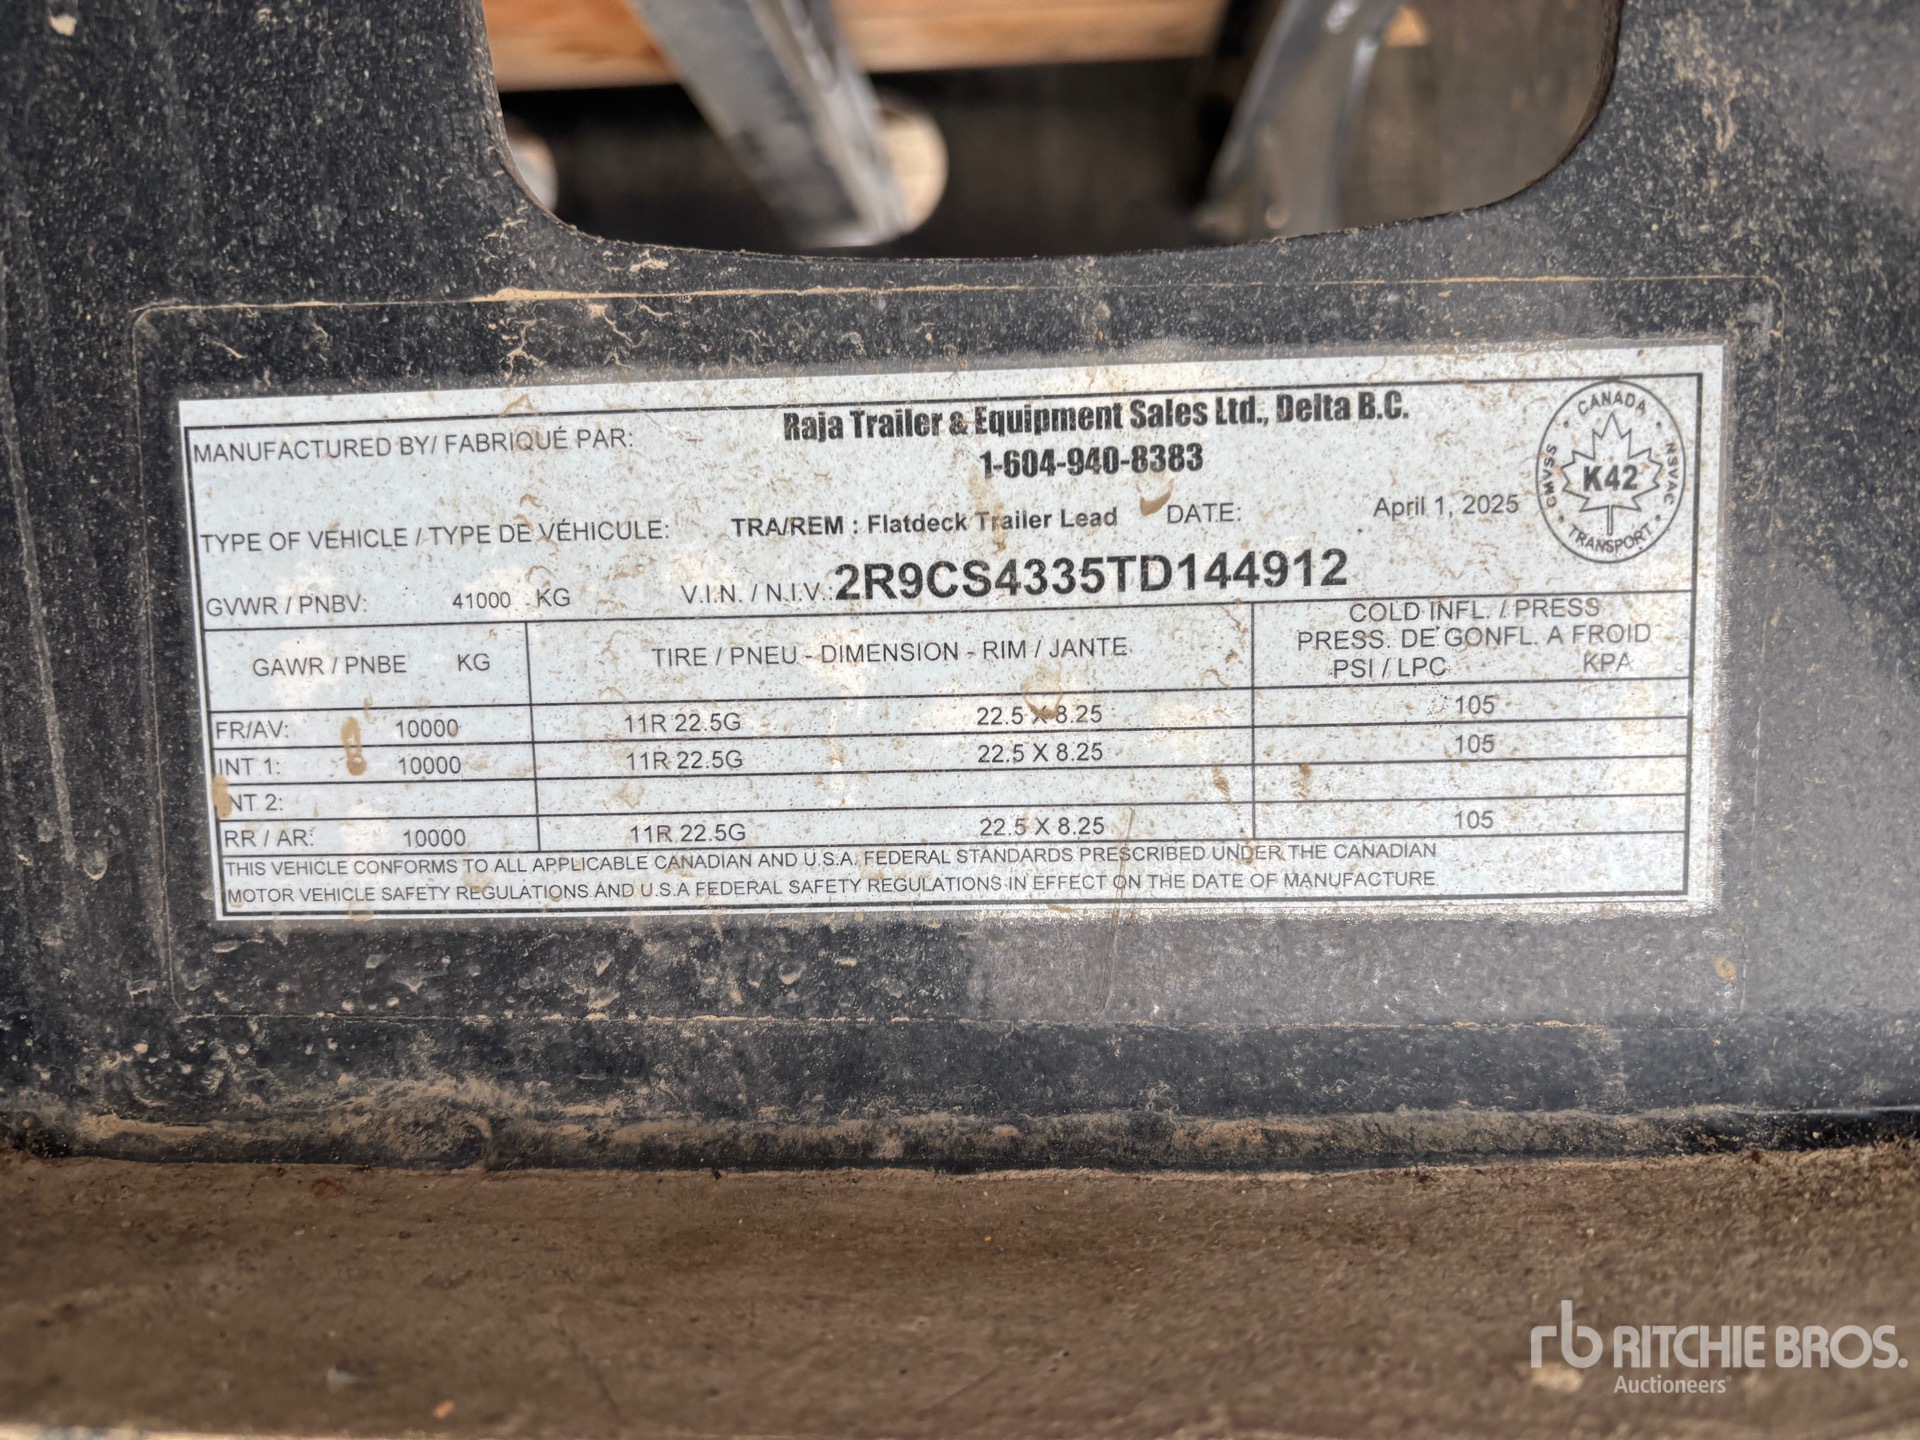 MANUFACTURED BY/ FABRIQUÉ PAR: Raja Trailer & Equipment Sales Ltd., Delta B.C.
1-604-940-8383
CANADA
CMVSS K42 NSVAC
TRANSPORT
TYPE OF VEHICLE / TYPE DE VÉHICULE: TRA/REM : Flatdeck Trailer Lead DATE: April 1, 2025
GVWR / PNBV: 41000 KG V.I.N. / N.I.V.: 2R9CS4335TD144912
GAWR / PNBE KG TIRE / PNEU - DIMENSION - RIM / JANTE COLD INFL. / PRESS
PRESS. DE GONFL. A FROID
PSI / LPC KPA
FR/AV: 10000 11R 22.5G 22.5 X 8.25 105
INT 1: 10000 11R 22.5G 22.5 X 8.25 105
INT 2:
RR / AR: 10000 11R 22.5G 22.5 X 8.25 105
THIS VEHICLE CONFORMS TO ALL APPLICABLE CANADIAN AND U.S.A. FEDERAL STANDARDS PRESCRIBED UNDER THE CANADIAN
MOTOR VEHICLE SAFETY REGULATIONS AND U.S.A FEDERAL SAFETY REGULATIONS IN EFFECT ON THE DATE OF MANUFACTURE
rb RITCHIE BROS.
Auctioneers